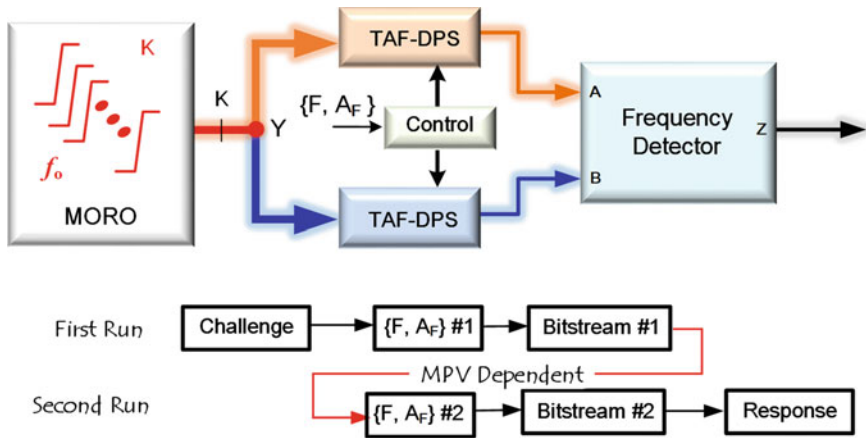 K
fₒ
MORO
K
Y
TAF-DPS
{F, A_F}
Control
TAF-DPS
A
B
Frequency
Detector
Z
First Run
Challenge
{F, A_F} #1
Bitstream #1
MPV Dependent
Second Run
{F, A_F} #2
Bitstream #2
Response